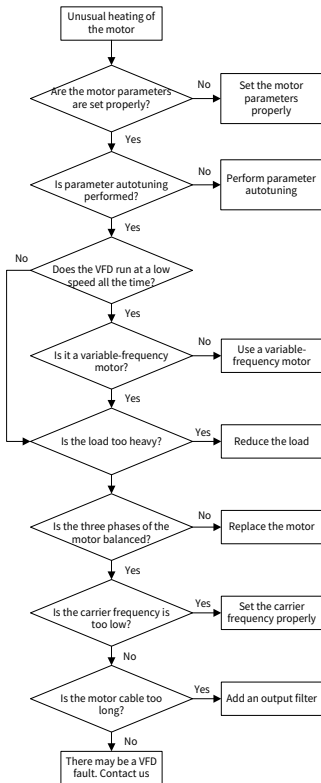 Unusual heating of
the motor
Are the motor parameters
are set properly?
No
Set the motor
parameters
properly
Yes
Is parameter autotuning
performed?
No
Perform parameter
autotuning
Yes
No
Does the VFD run at a low
speed all the time?
Yes
Is it a variable-frequency
motor?
No
Use a variable-
frequency motor
Yes
Is the load too heavy?
Yes
Reduce the load
Is the three phases of the
motor balanced?
No
Replace the motor
Yes
Is the carrier frequency is
too low?
Yes
Set the carrier
frequency properly
No
Is the motor cable too
long?
Yes
Add an output filter
No
There may be a VFD
fault. Contact us